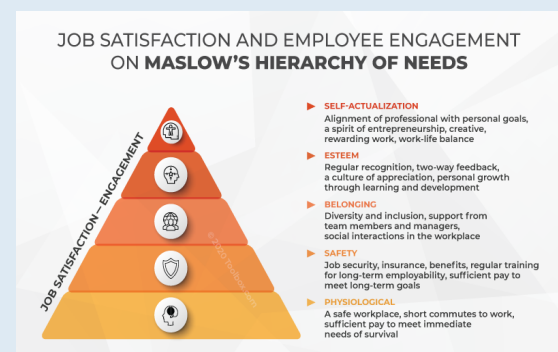 JOB SATISFACTION AND EMPLOYEE ENGAGEMENT
ON MASLOW'S HIERARCHY OF NEEDS
JOB SATISFACTION – ENGAGEMENT
SELF-ACTUALIZATION
Alignment of professional with personal goals,
a spirit of entrepreneurship, creative,
rewarding work, work-life balance
ESTEEM
Regular recognition, two-way feedback,
a culture of appreciation, personal growth
through learning and development
BELONGING
Diversity and inclusion, support from
team members and managers,
social interactions in the workplace
SAFETY
Job security, insurance, benefits, regular training
for long-term employability, sufficient pay to
meet long-term goals
PHYSIOLOGICAL
A safe workplace, short commutes to work,
sufficient pay to meet immediate
needs of survival